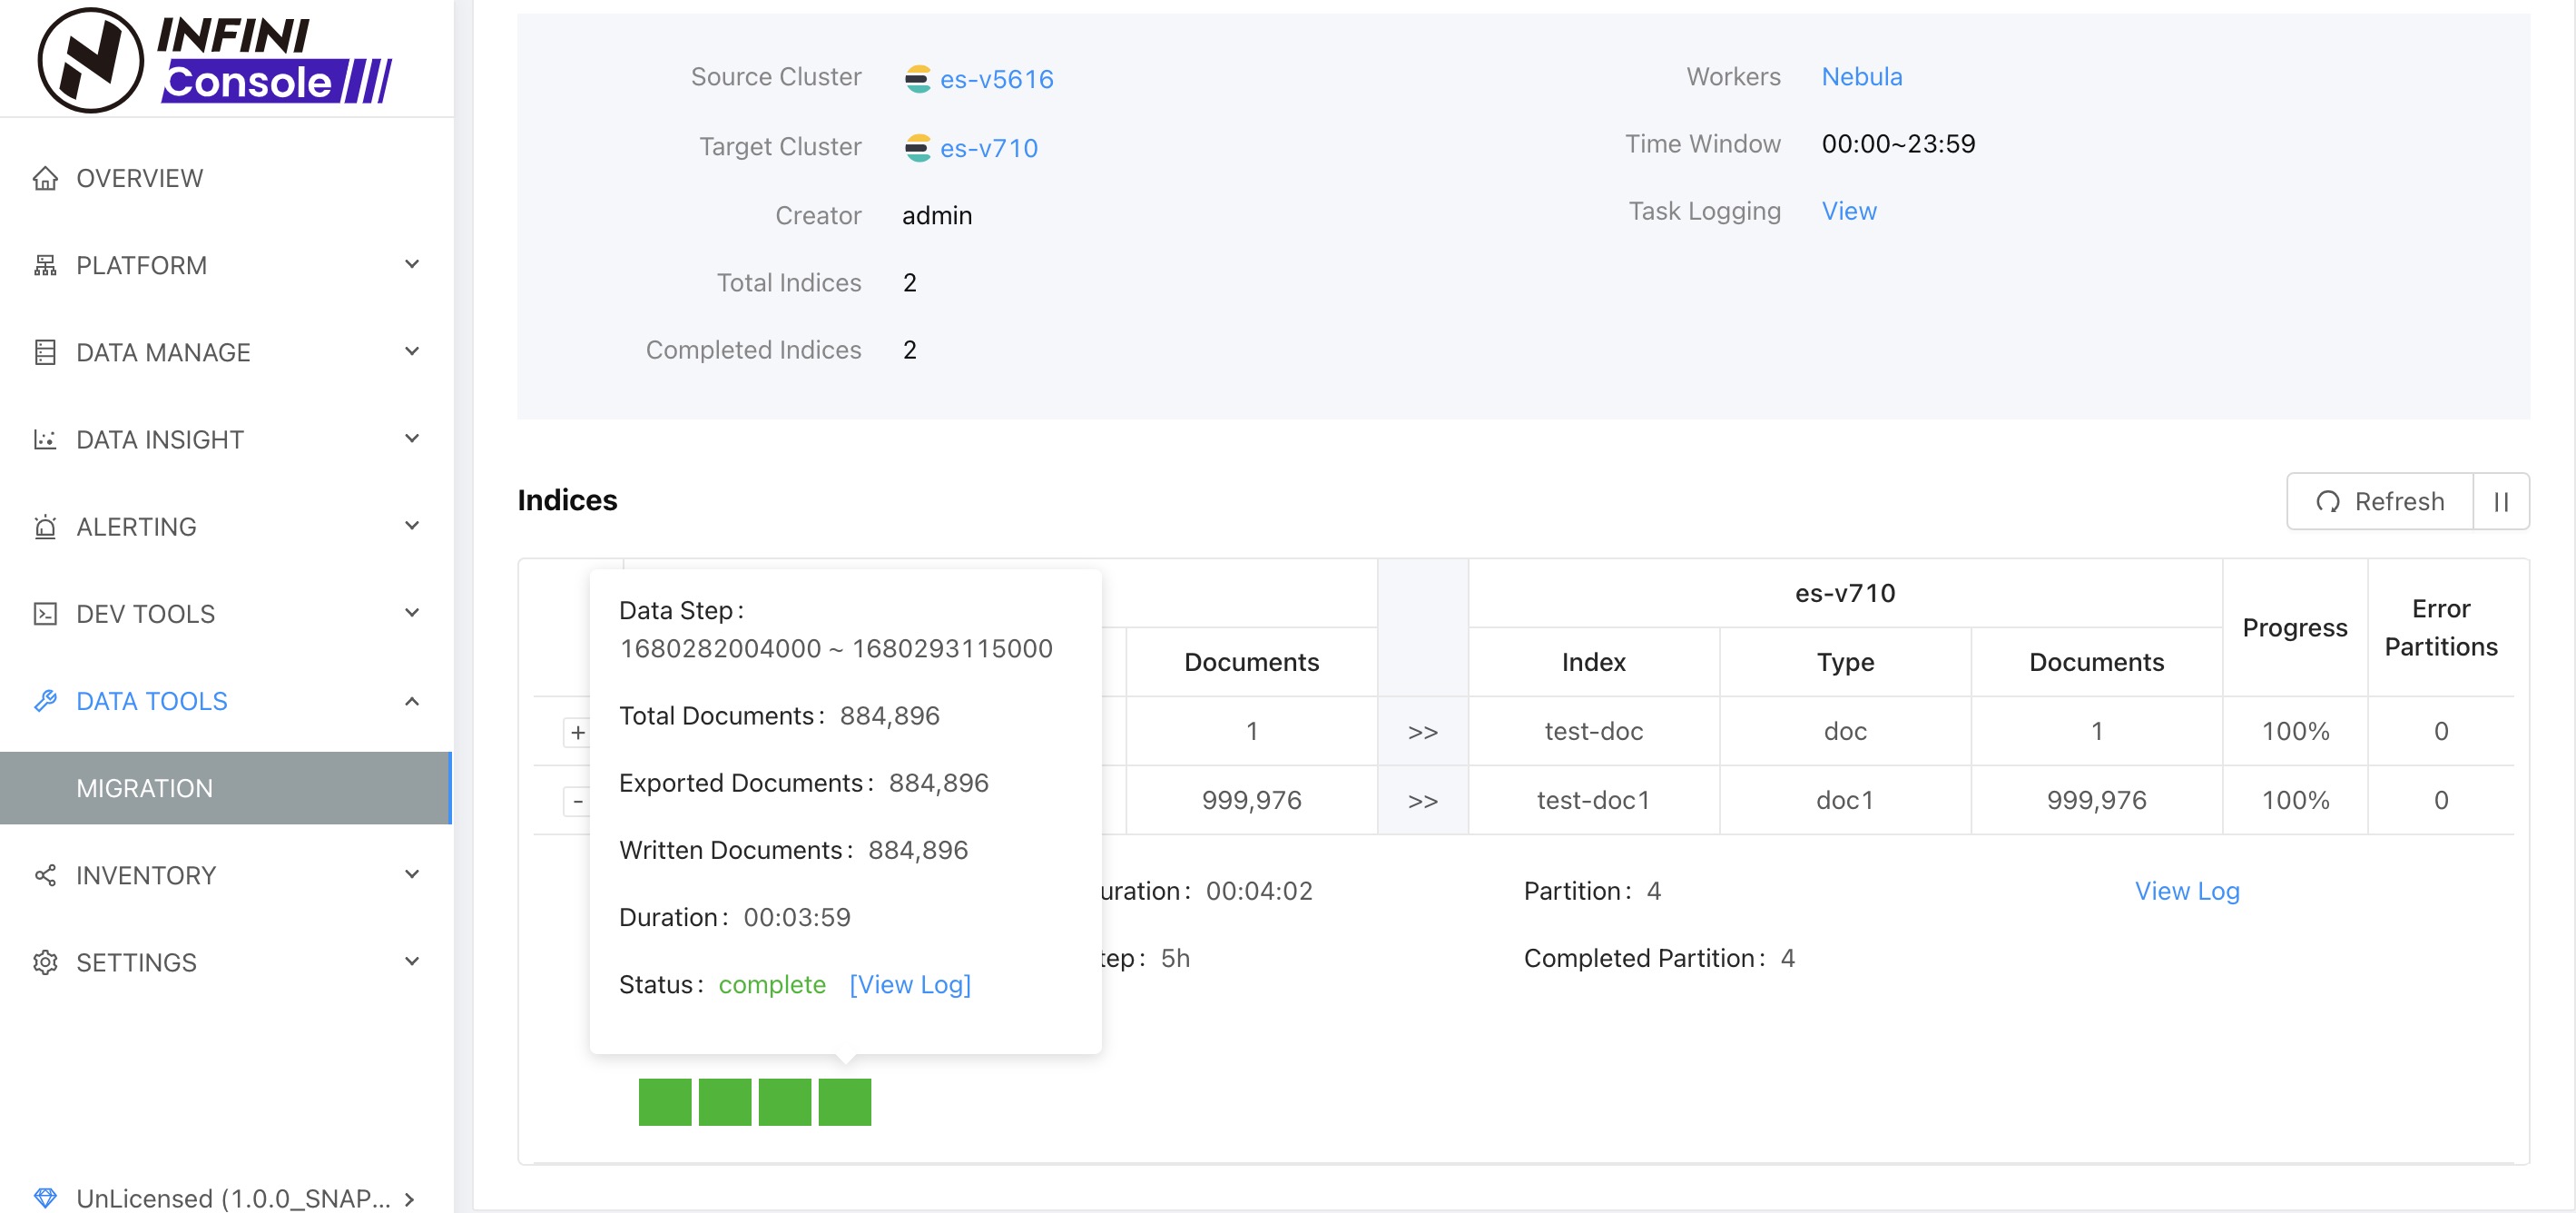 INFINI
Console
OVERVIEW
PLATFORM
DATA MANAGE
DATA INSIGHT
ALERTING
DEV TOOLS
DATA TOOLS
MIGRATION
INVENTORY
SETTINGS
UnLicensed (1.0.0_SNAP...
Source Cluster es-v5616
Target Cluster es-v710
Creator admin
Total Indices 2
Completed Indices 2
Workers Nebula
Time Window 00:00~23:59
Task Logging View
Indices
Refresh
es-v710 Progress Error Partitions
Documents Index Type Documents
+ 1 >> test-doc doc 1 100% 0
- 999,976 >> test-doc1 doc1 999,976 100% 0
Data Step:
1680282004000 ~ 1680293115000
Total Documents: 884,896
Exported Documents: 884,896
Written Documents: 884,896
Duration: 00:03:59
Status: complete [View Log]
uration: 00:04:02 Partition: 4 View Log
tep: 5h Completed Partition: 4